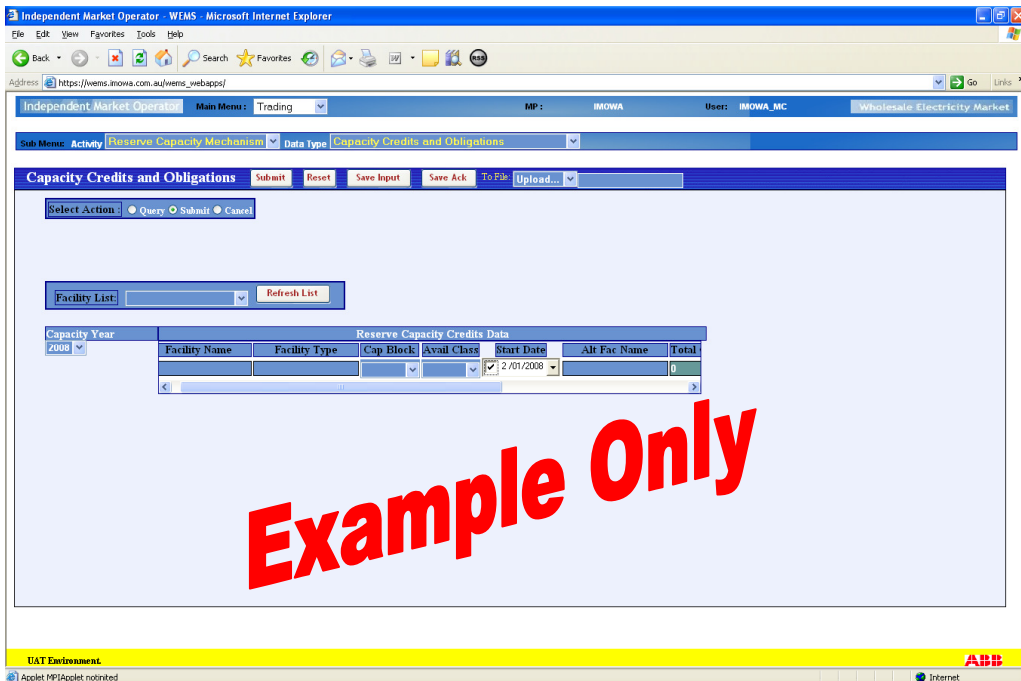 Independent Market Operator - WEMS - Microsoft Internet Explorer
File Edit View Favorites Tools Help
Back Search Favorites W RSS
Address https://wems.imowa.com.au/wems_webapps/ Go Links
Independent Market Operator Main Menu : Trading MP : IMOWA User: IMOWA_MC Wholesale Electricity Market
Sub Menu: Activity Reserve Capacity Mechanism Data Type Capacity Credits and Obligations
Capacity Credits and Obligations Submit Reset Save Input Save Ack To File: Upload...
Select Action : Query Submit Cancel
Facility List: Refresh List
Capacity Year Reserve Capacity Credits Data
2008 Facility Name Facility Type Cap Block Avail Class Start Date Alt Fac Name Total
2 /01/2008 0
Example Only
UAT Environment. ABB
Applet MPIApplet notinited Internet